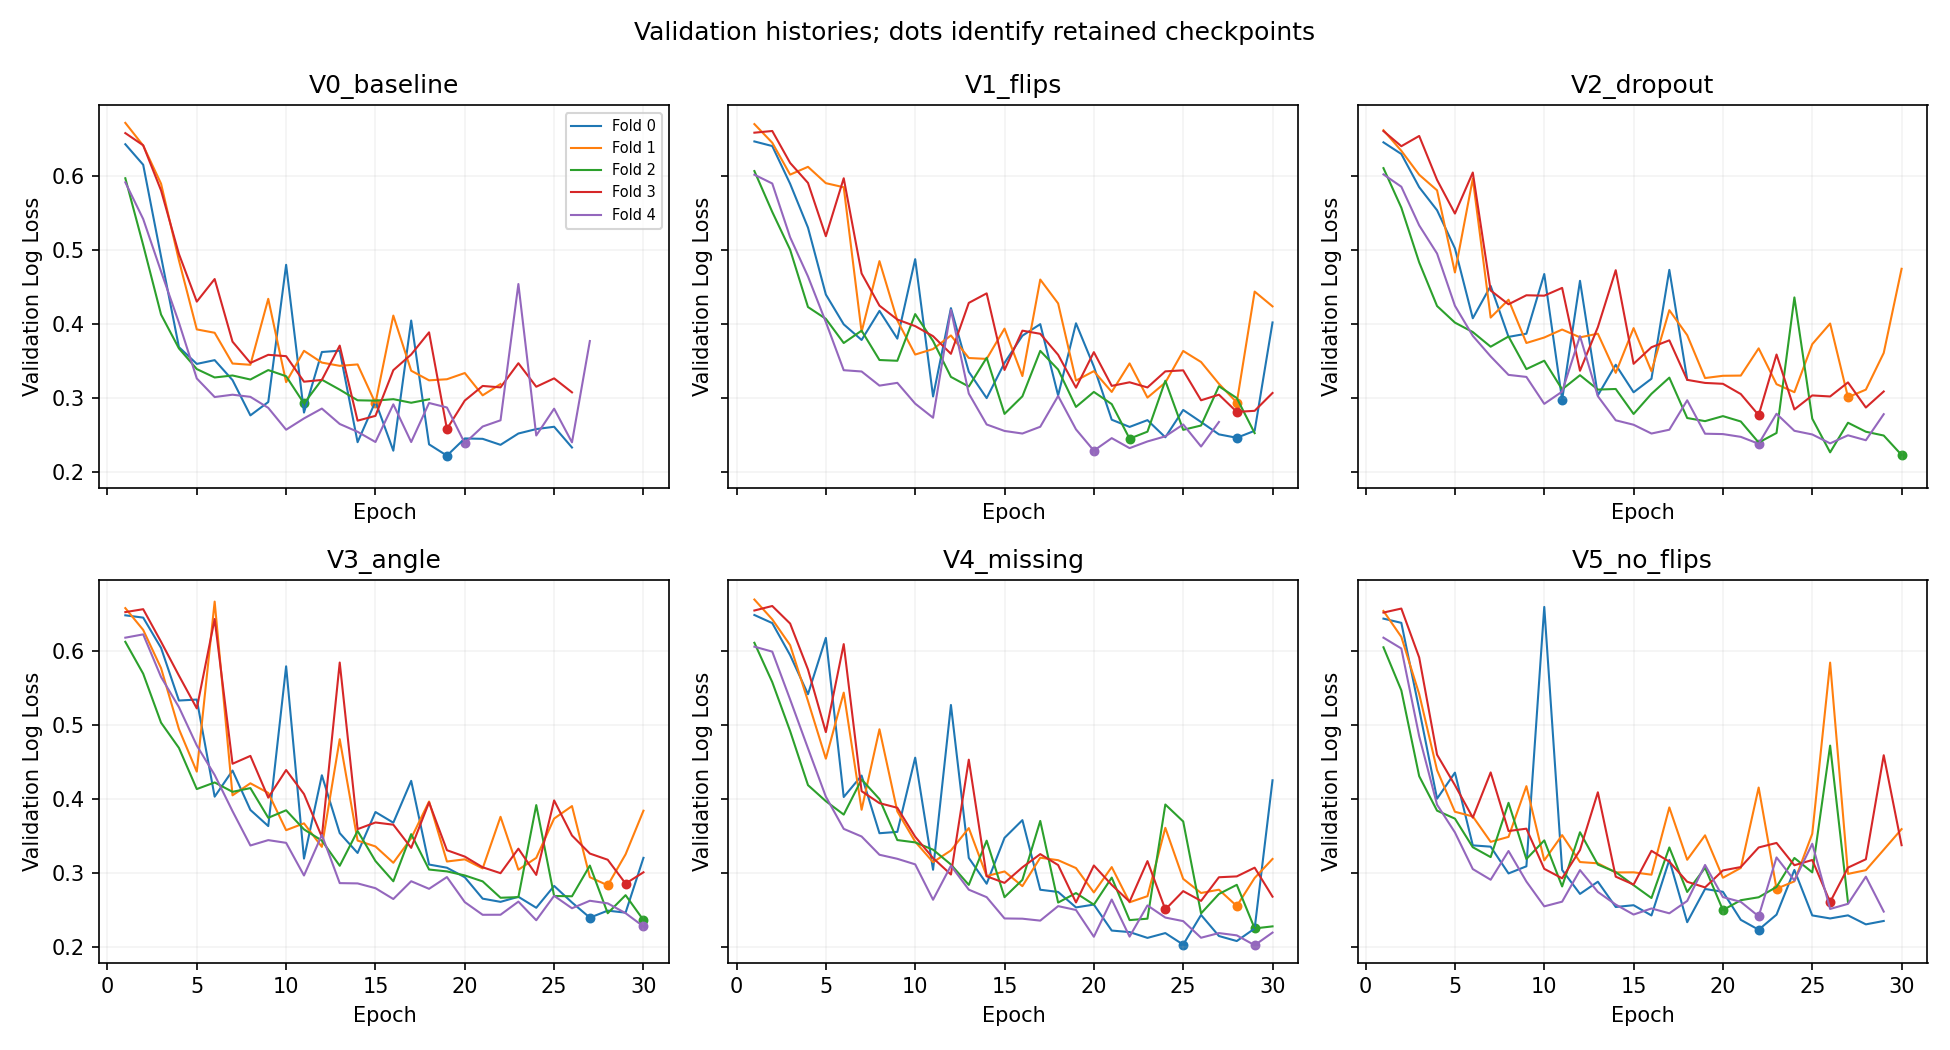 Validation histories; dots identify retained checkpoints
V0_baseline
V1_flips
V2_dropout
Validation Log Loss
0.6
0.5
0.4
0.3
0.2
Fold 0
Fold 1
Fold 2
Fold 3
Fold 4
Epoch
Validation Log Loss
Epoch
Validation Log Loss
Epoch
V3_angle
V4_missing
V5_no_flips
Validation Log Loss
0.6
0.5
0.4
0.3
0.2
0 5 10 15 20 25 30
Epoch
Validation Log Loss
0 5 10 15 20 25 30
Epoch
Validation Log Loss
0 5 10 15 20 25 30
Epoch